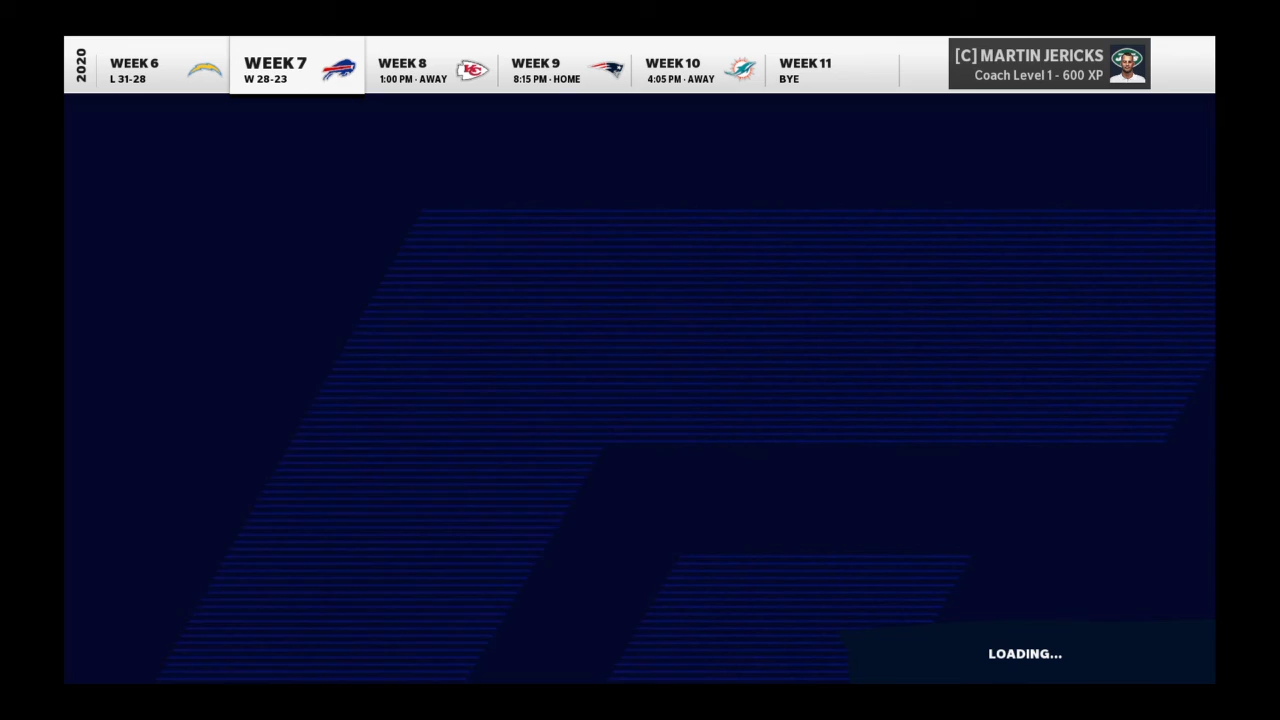 2020
WEEK 6
L 31-28
WEEK 7
W 28-23
WEEK 8
1:00 PM · AWAY
KC
WEEK 9
8:15 PM · HOME
WEEK 10
4:05 PM · AWAY
WEEK 11
BYE
[C] MARTIN JERICKS
Coach Level 1 - 600 XP
LOADING...